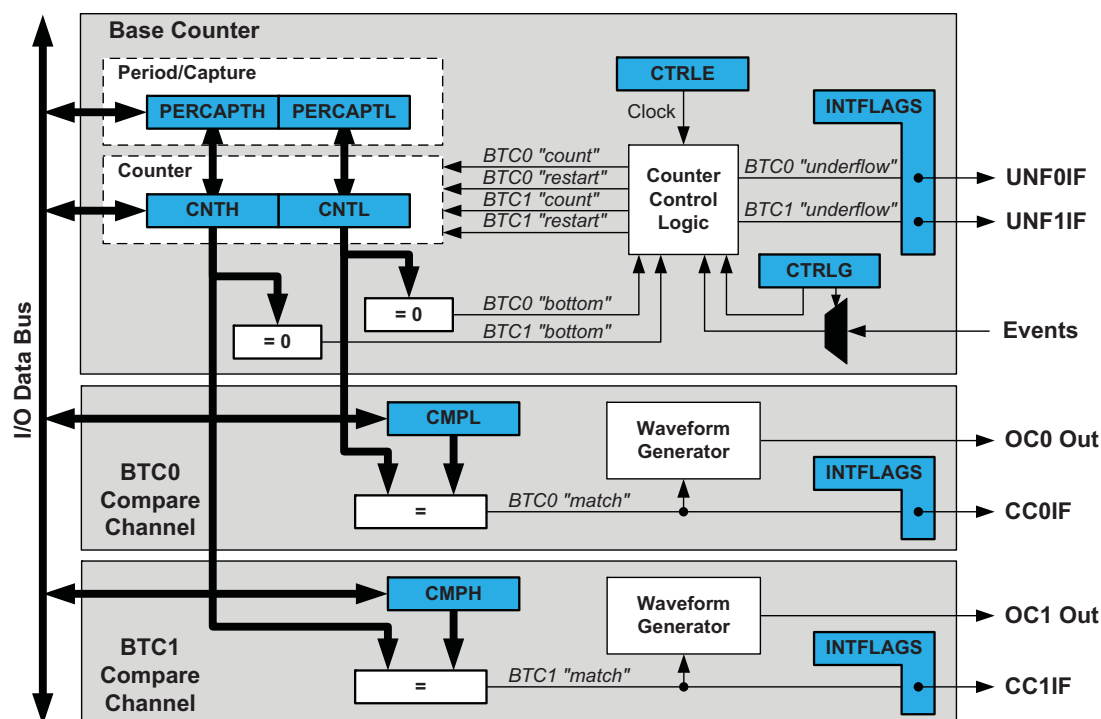 Base Counter
Period/Capture
CTRLE
PERCAPTH PERCAPTL
Clock
INTFLAGS
Counter
CNTH CNTL
BTC0 "count"
BTC0 "restart"
BTC1 "count"
BTC1 "restart"
Counter
Control
Logic
BTC0 "underflow"
UNF0IF
BTC1 "underflow"
UNF1IF
CTRLG
= 0
BTC0 "bottom"
= 0
BTC1 "bottom"
Events
I/O Data Bus
CMPL
Waveform
Generator
OC0 Out
BTC0
Compare
Channel
INTFLAGS
=
BTC0 "match"
CC0IF
CMPH
Waveform
Generator
OC1 Out
BTC1
Compare
Channel
INTFLAGS
=
BTC1 "match"
CC1IF